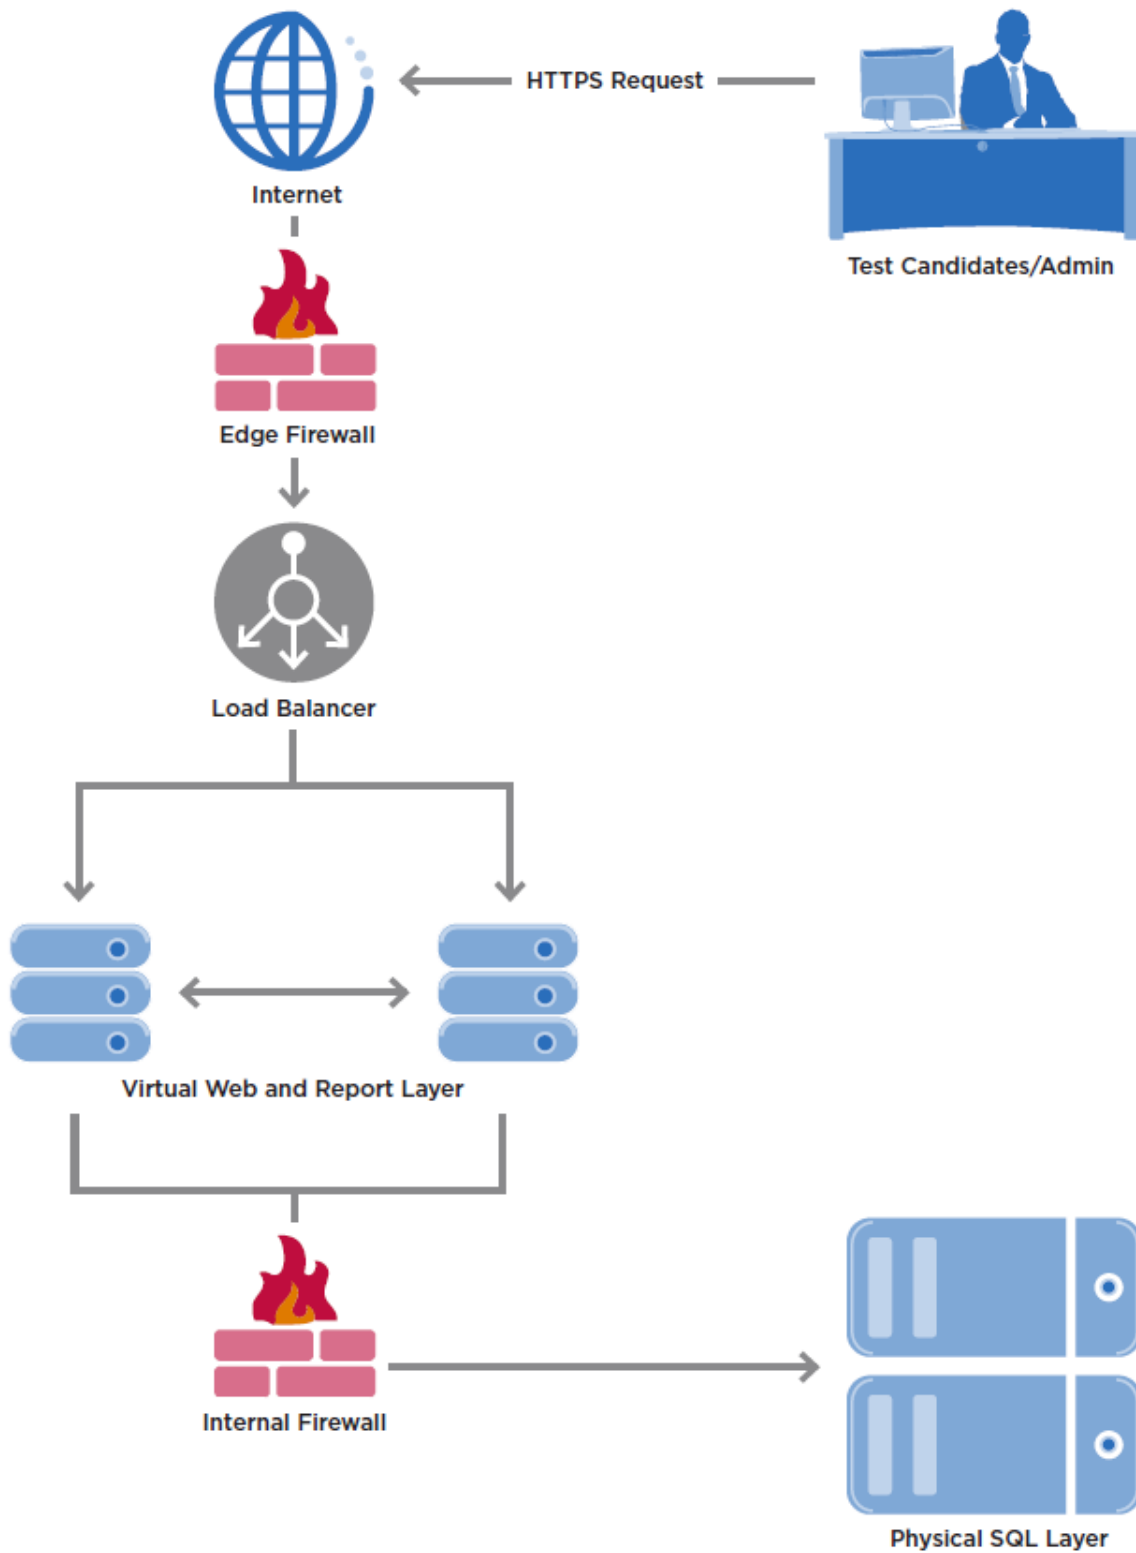 HTTPS Request
Internet
Test Candidates/Admin
Edge Firewall
Load Balancer
Virtual Web and Report Layer
Internal Firewall
Physical SQL Layer